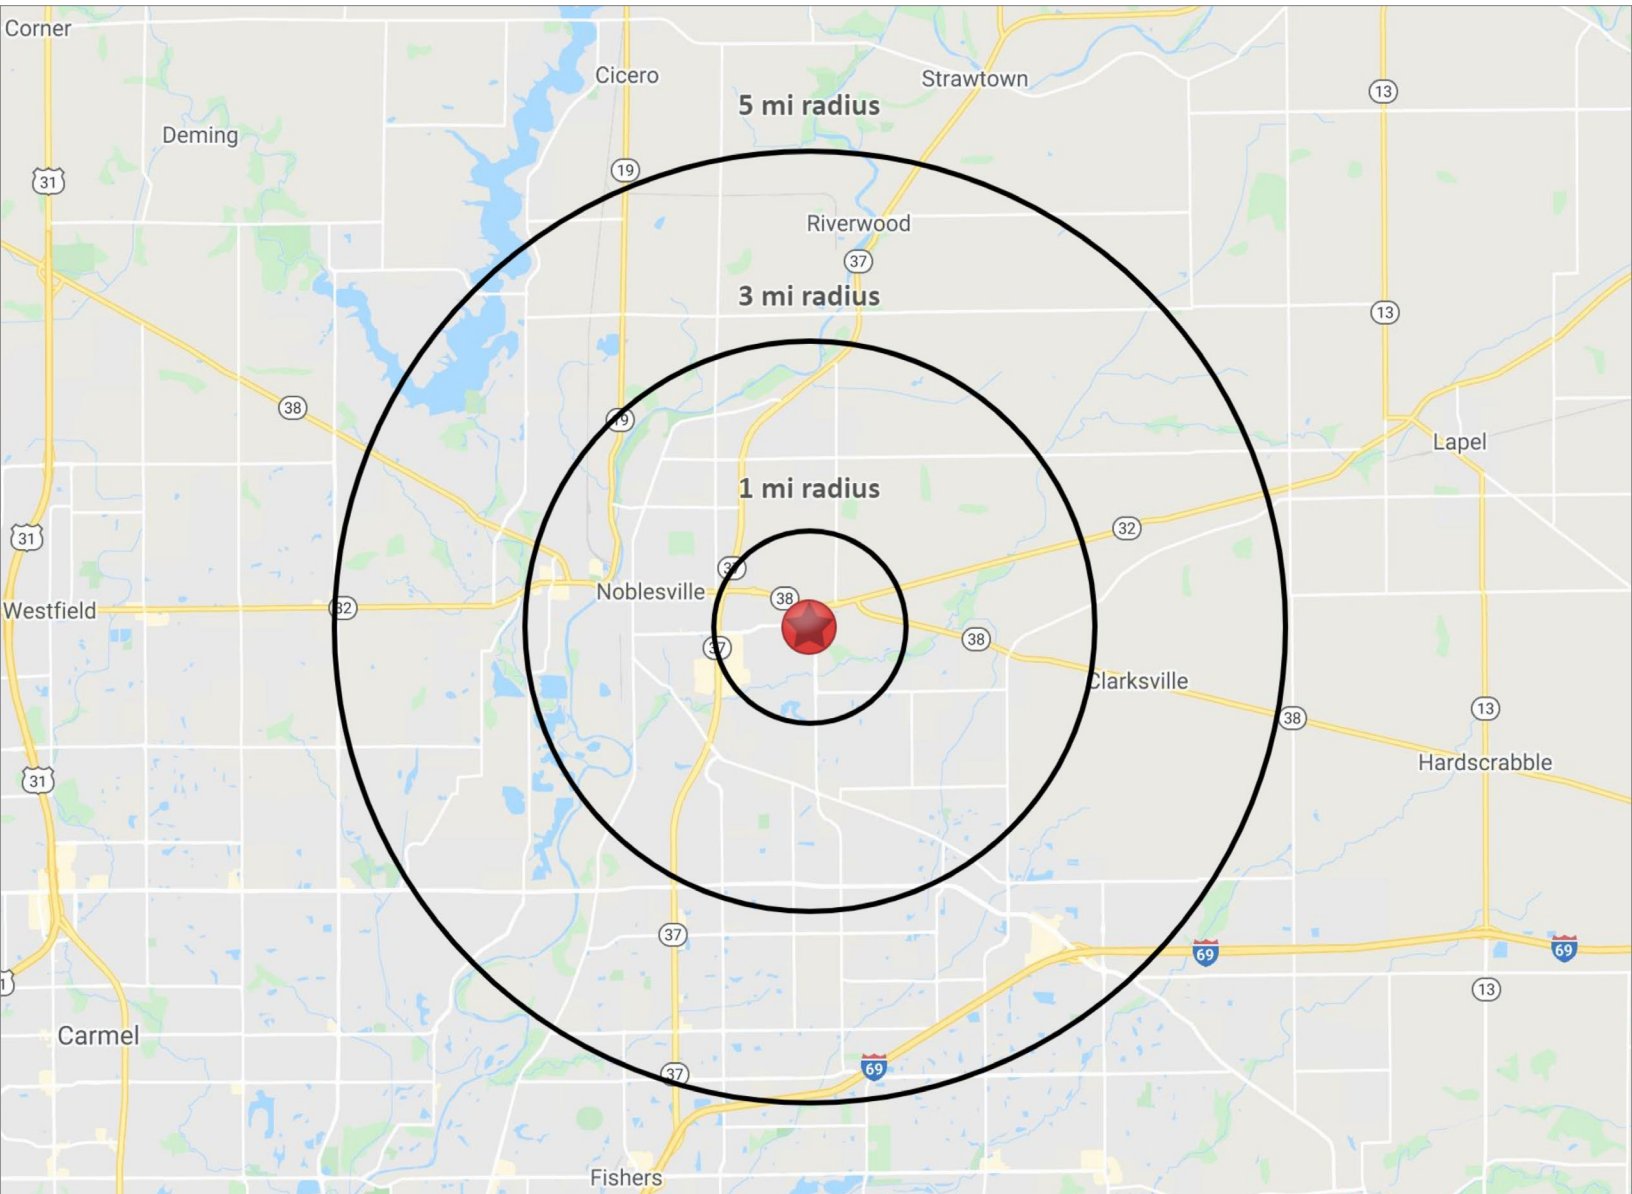 Corner
Cicero
Strawtown
5 mi radius
13
Deming
19
31
Riverwood
37
3 mi radius
13
38
19
Lapel
1 mi radius
32
31
37
Noblesville
38
Westfield
32
38
37
Clarksville
13
38
Hardscrabble
31
37
69
69
1
13
Carmel
69
37
Fishers